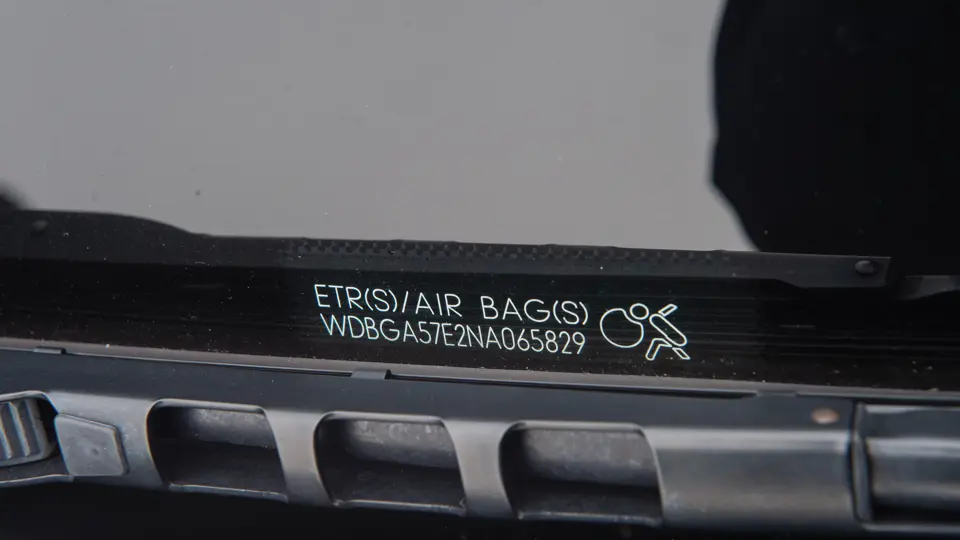 ETR(S)/AIR BAG(S)
WDBGA57E2NA065829